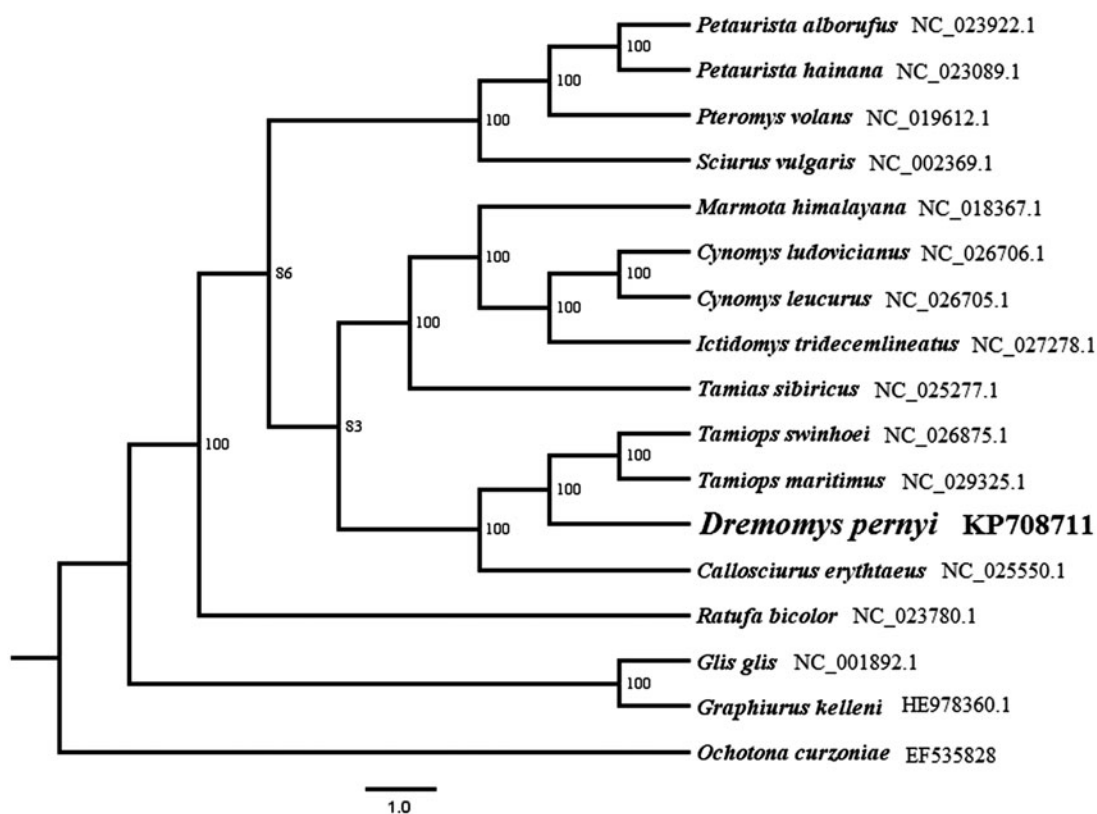 Petaurista alborufus NC_023922.1
100
Petaurista hainana NC_023089.1
100
Pteromys volans NC_019612.1
100
Sciurus vulgaris NC_002369.1
Marmota himalayana NC_018367.1
100
Cynomys ludovicianus NC_026706.1
100
Cynomys leucurus NC_026705.1
86
100
Ictidomys tridecemlineatus NC_027278.1
100
Tamias sibiricus NC_025277.1
83
Tamiops swinhoei NC_026875.1
100
100
Tamiops maritimus NC_029325.1
100
Dremomys pernyi KP708711
100
Callosciurus erythtaeus NC_025550.1
Ratufa bicolor NC_023780.1
Glis glis NC_001892.1
100
Graphiurus kelleni HE978360.1
Ochotona curzoniae EF535828
1.0